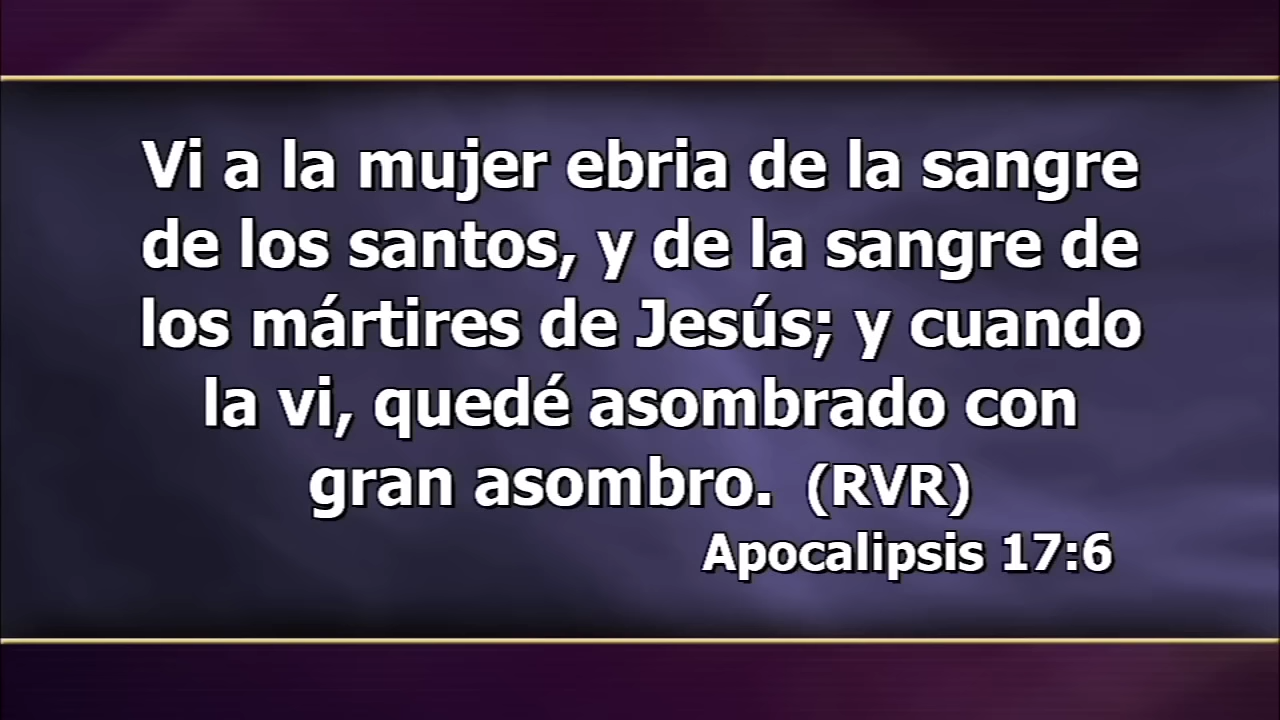 Vi a la mujer ebria de la sangre
de los santos, y de la sangre de
los mártires de Jesús; y cuando
la vi, quedé asombrado con
gran asombro. (RVR)
Apocalipsis 17:6